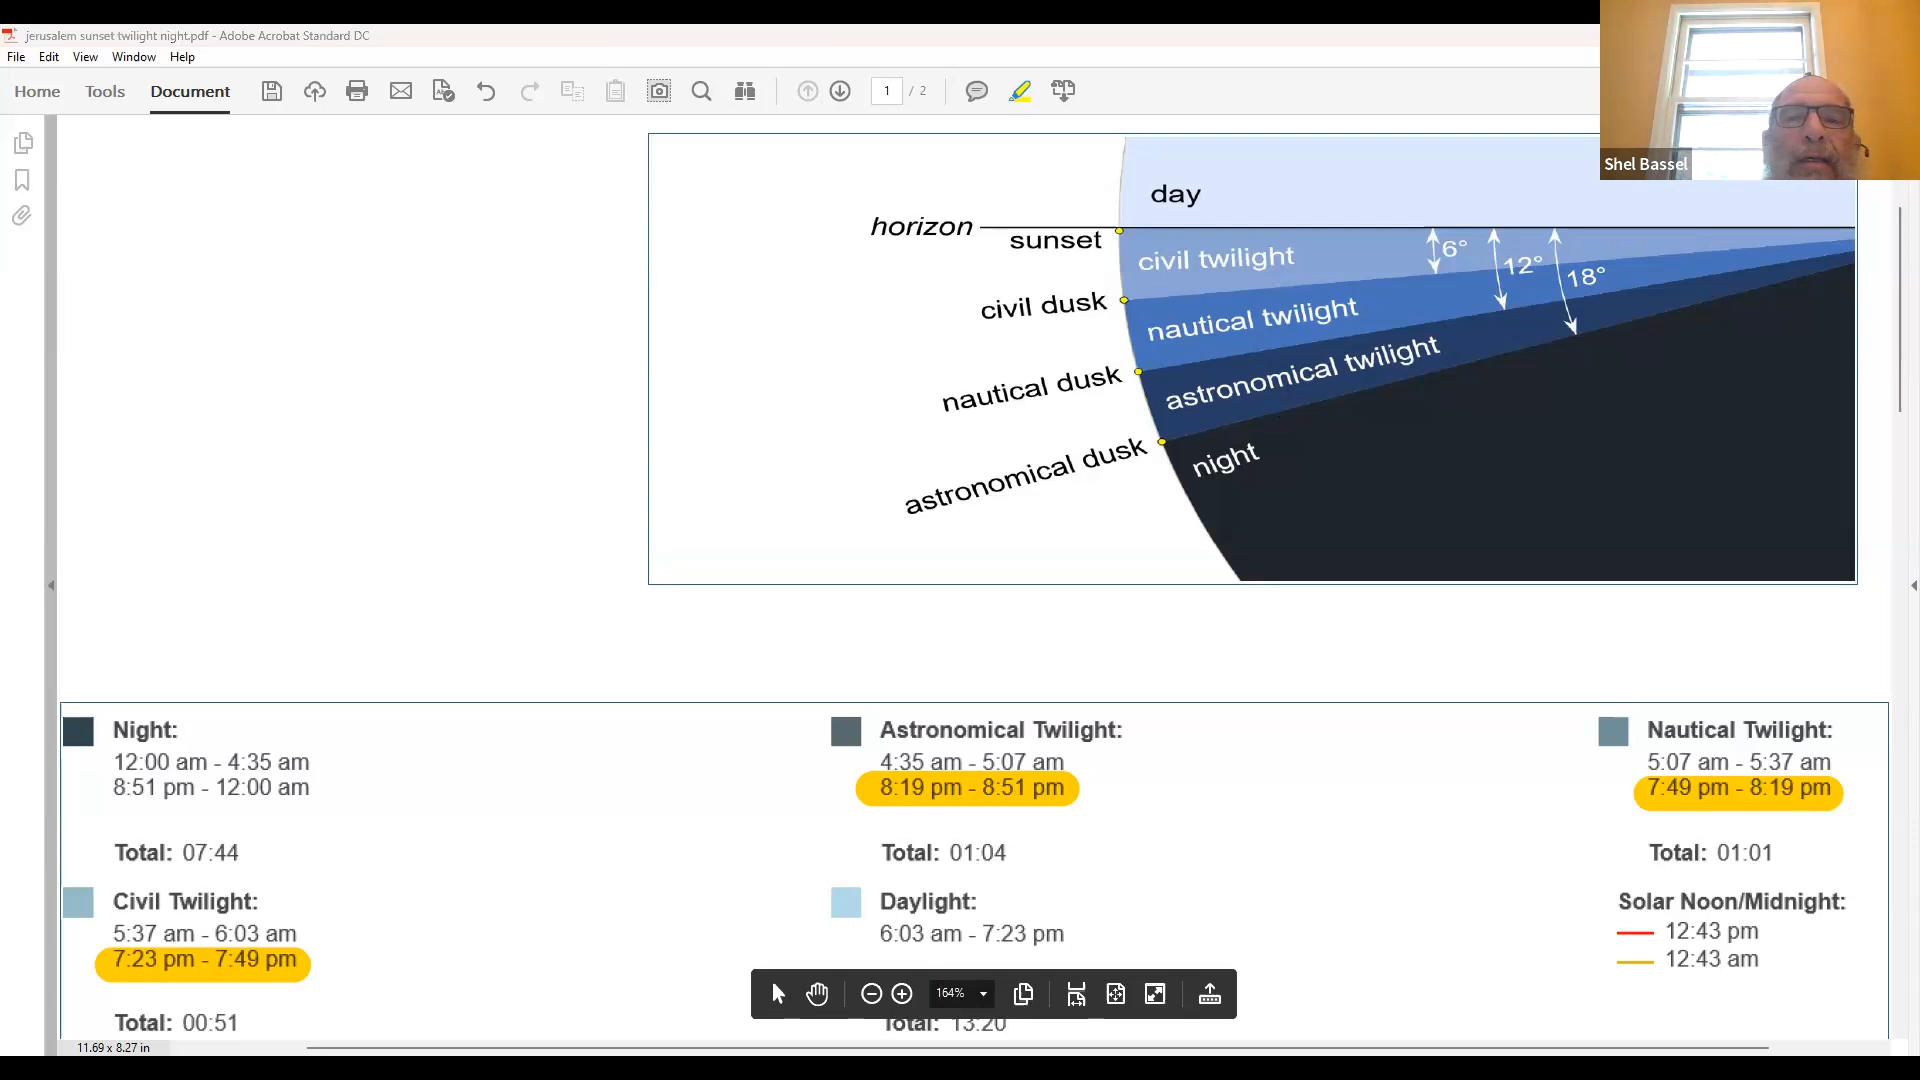 jerusalem sunset twilight night.pdf - Adobe Acrobat Standard DC
File Edit View Window Help
Home Tools Document 1 / 2
Shel Bassel
day
horizon
sunset
civil twilight 6° 12° 18°
civil dusk
nautical twilight
nautical dusk
astronomical twilight
astronomical dusk
night
Night:
12:00 am - 4:35 am
8:51 pm - 12:00 am
Total: 07:44
Astronomical Twilight:
4:35 am - 5:07 am
8:19 pm - 8:51 pm
Total: 01:04
Nautical Twilight:
5:07 am - 5:37 am
7:49 pm - 8:19 pm
Total: 01:01
Civil Twilight:
5:37 am - 6:03 am
7:23 pm - 7:49 pm
Total: 00:51
Daylight:
6:03 am - 7:23 pm
Total: 13:20
Solar Noon/Midnight:
12:43 pm
12:43 am
164%
11.69 x 8.27 in